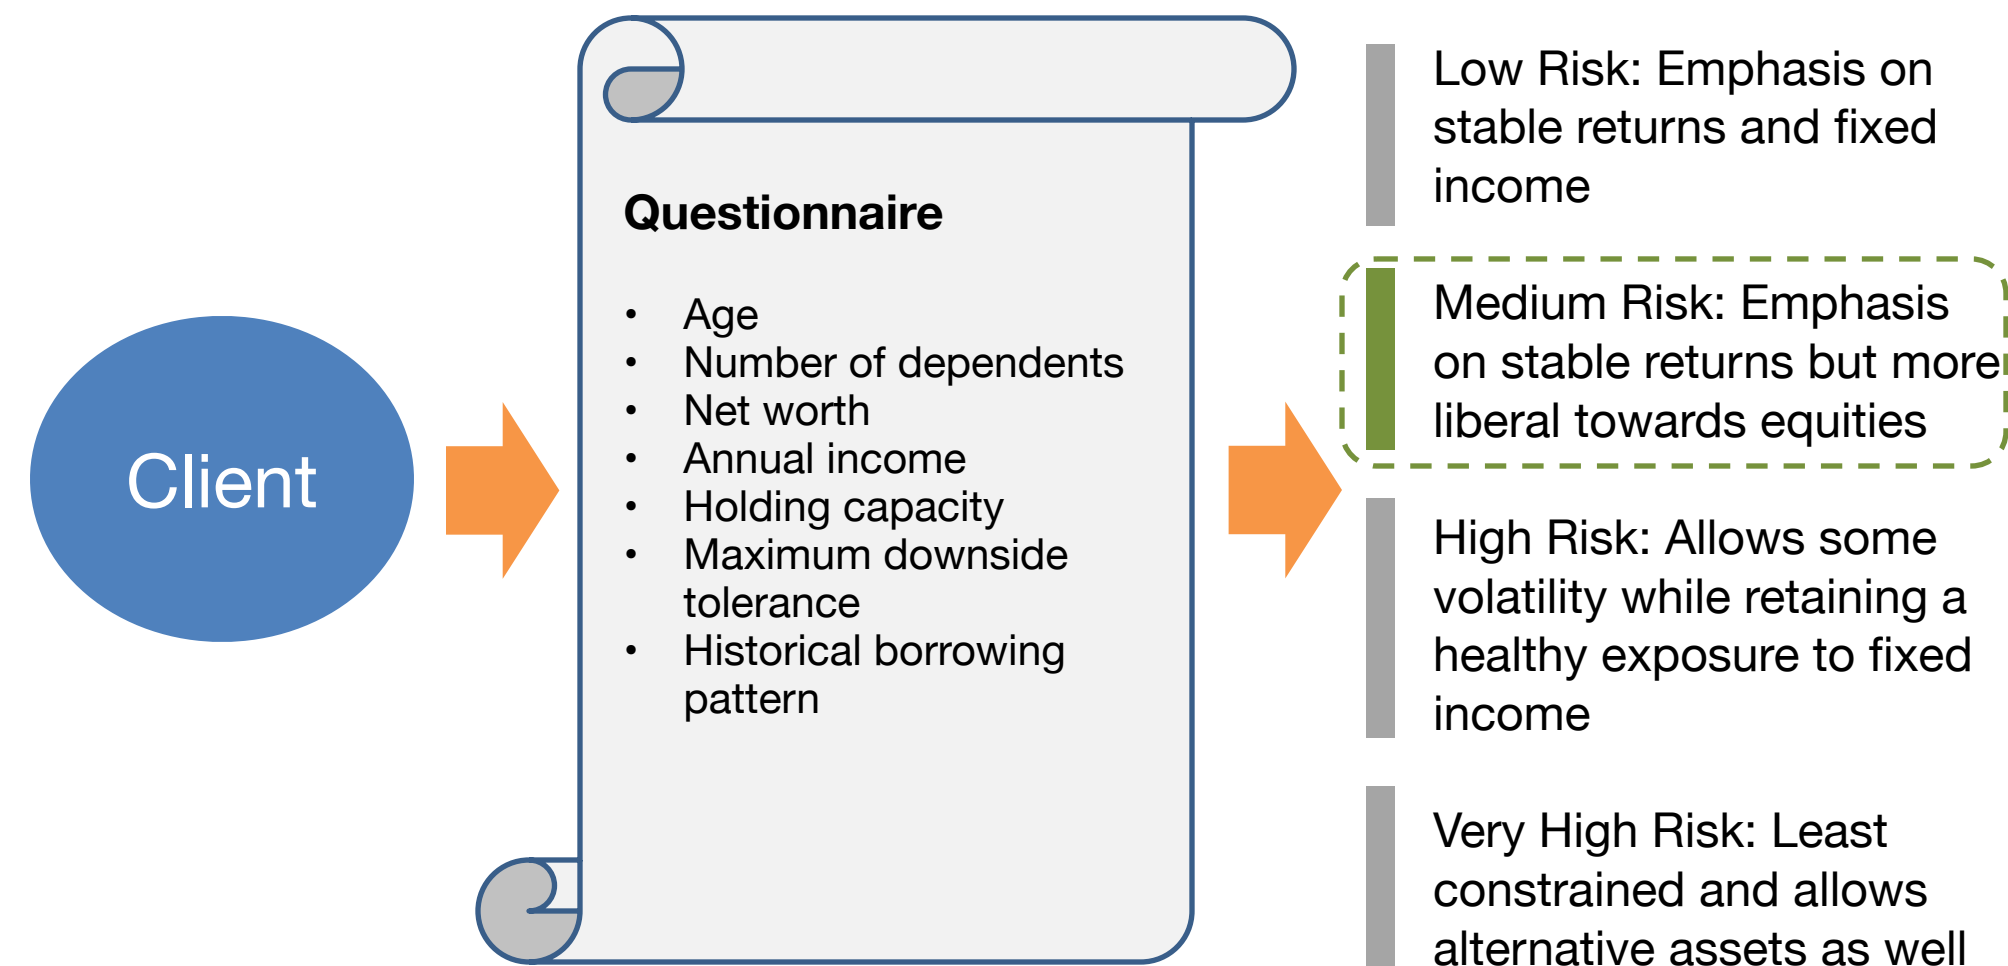 Client
Questionnaire
• Age
• Number of dependents
• Net worth
• Annual income
• Holding capacity
• Maximum downside
tolerance
• Historical borrowing
pattern
Low Risk: Emphasis on
stable returns and fixed
income
Medium Risk: Emphasis
on stable returns but more
liberal towards equities
High Risk: Allows some
volatility while retaining a
healthy exposure to fixed
income
Very High Risk: Least
constrained and allows
alternative assets as well